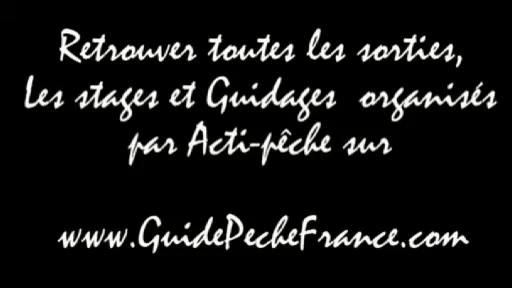 Retrouver toutes les sorties,
Les stages et Guidages organisés
par Acti-pêche sur
www.GuidePecheFrance.com